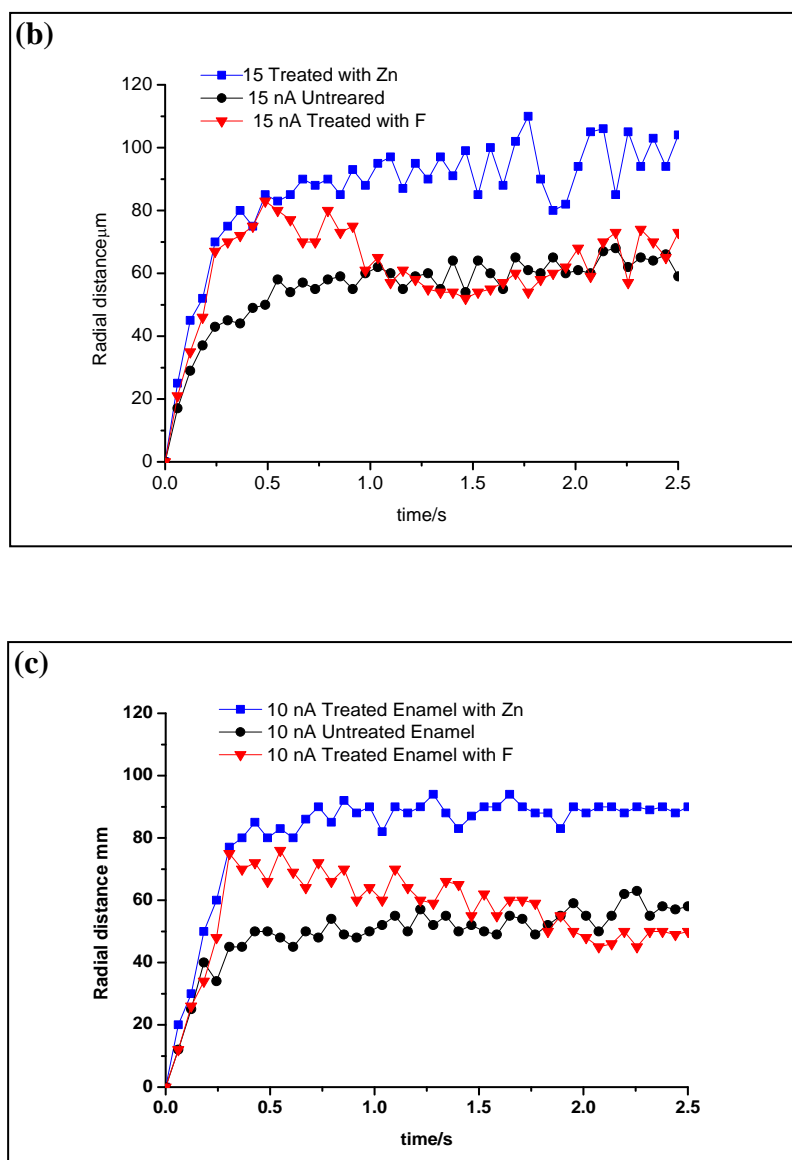 (b)
120
100
80
60
40
20
0
Radial distanceμm
15 Treated with Zn
15 nA Untreared
15 nA Treated with F
0.0 0.5 1.0 1.5 2.0 2.5
time/s
(c)
120
100
80
60
40
20
0
Radial distance mm
10 nA Treated Enamel with Zn
10 nA Untreated Enamel
10 nA Treated Enamel with F
0.0 0.5 1.0 1.5 2.0 2.5
time/s